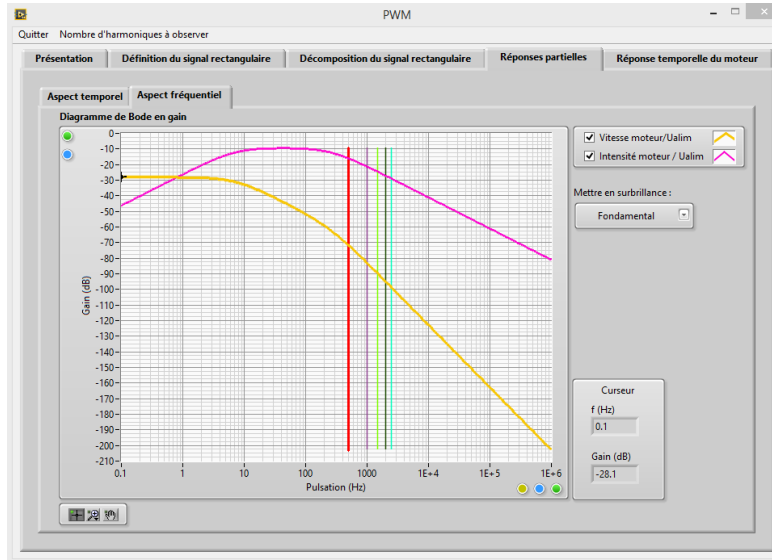 PWM
Quitter Nombre d'harmoniques à observer
Présentation Définition du signal rectangulaire Décomposition du signal rectangulaire Réponses partielles Réponse temporelle du moteur
Aspect temporel Aspect fréquentiel
Diagramme de Bode en gain
0
-10
-20
-30
-40
-50
-60
-70
-80
-90
-100
-110
-120
-130
-140
-150
-160
-170
-180
-190
-200
-210
Gain (dB)
0.1 1 10 100 1000 1E+4 1E+5 1E+6
Pulsation (Hz)
Vitesse moteur/Ualim
Intensité moteur / Ualim
Mettre en surbrillance :
Fondamental
Curseur
f (Hz)
0.1
Gain (dB)
-28.1